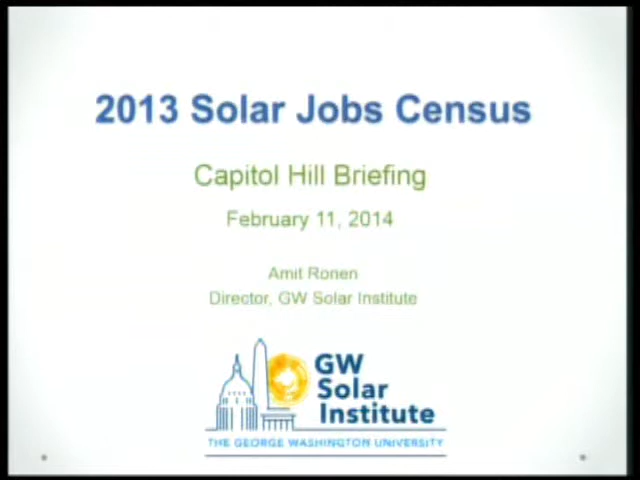 2013 Solar Jobs Census
Capitol Hill Briefing
February 11, 2014
Amit Ronen
Director, GW Solar Institute
GW
Solar
Institute
THE GEORGE WASHINGTON UNIVERSITY